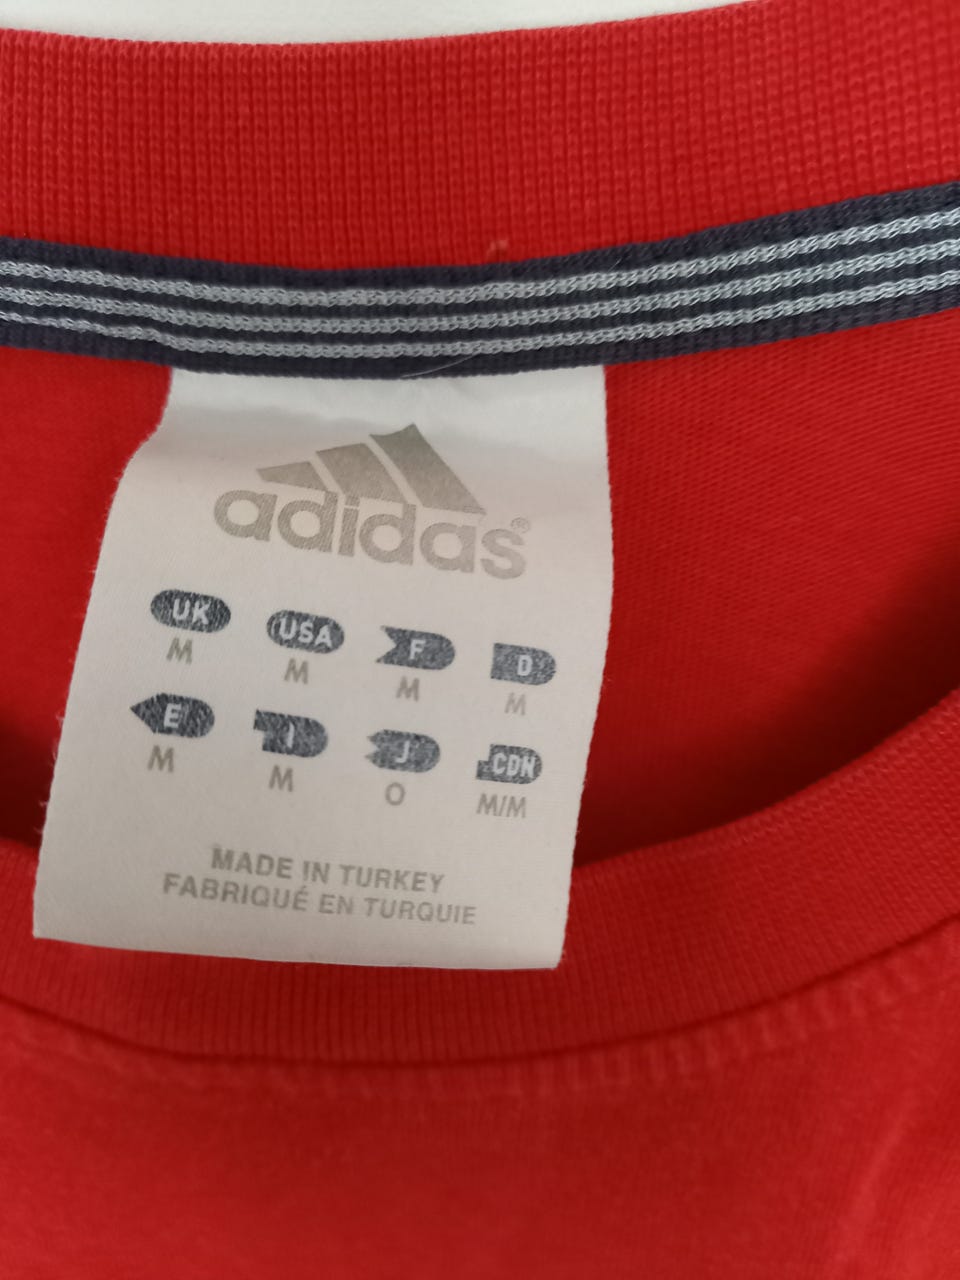 adidas®
UK USA F D
M M M M
E I J CDN
M M O M/M
MADE IN TURKEY
FABRIQUÉ EN TURQUIE